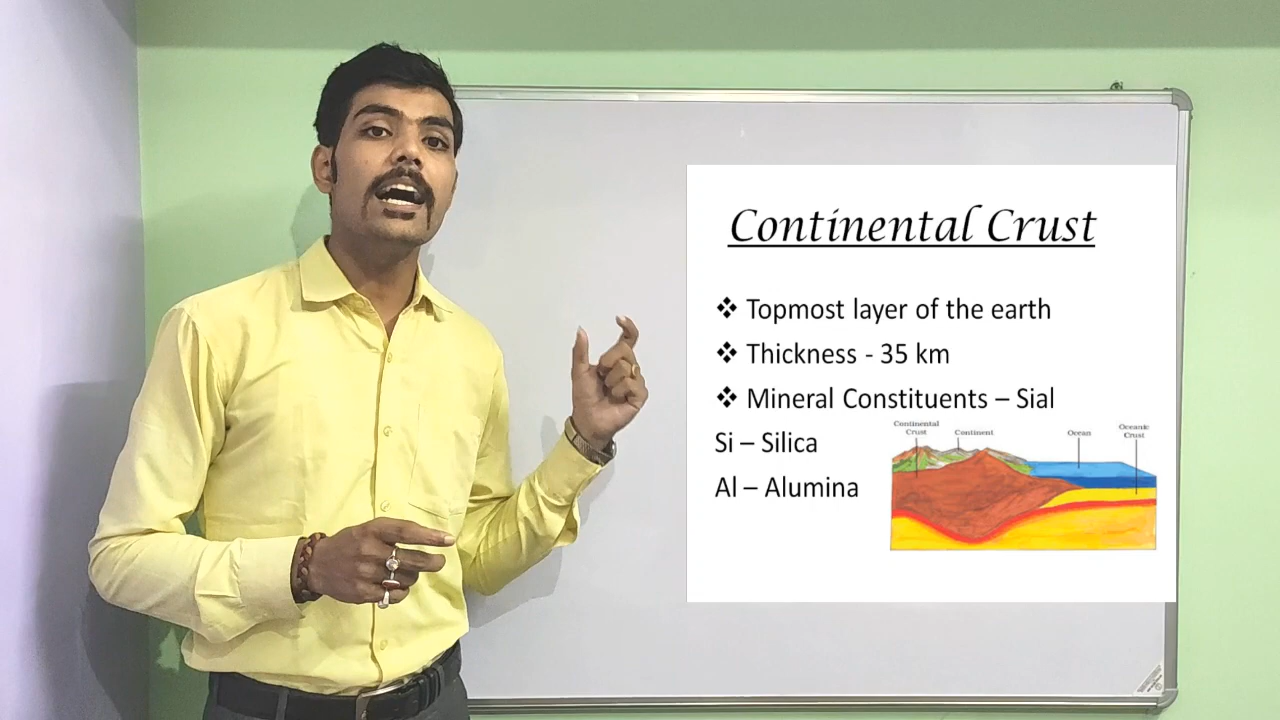 Continental Crust
❖ Topmost layer of the earth
❖ Thickness - 35 km
❖ Mineral Constituents – Sial
Si – Silica
Al – Alumina
Continental
Crust
Continent
Ocean
Oceanic
Crust